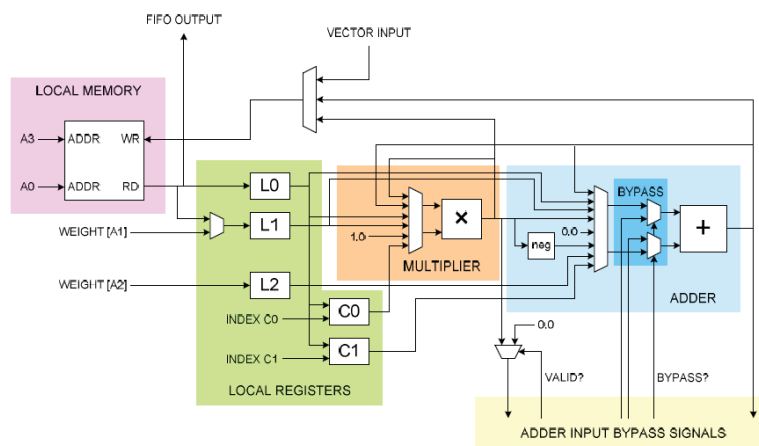 FIFO OUTPUT
VECTOR INPUT
LOCAL MEMORY
A3
ADDR WR
A0
ADDR RD
L0
BYPASS
WEIGHT [A1]
L1
1.0
×
0.0
+
neg
MULTIPLIER
WEIGHT [A2]
L2
ADDER
INDEX C0
C0
INDEX C1
C1
0.0
LOCAL REGISTERS
VALID?
BYPASS?
ADDER INPUT BYPASS SIGNALS